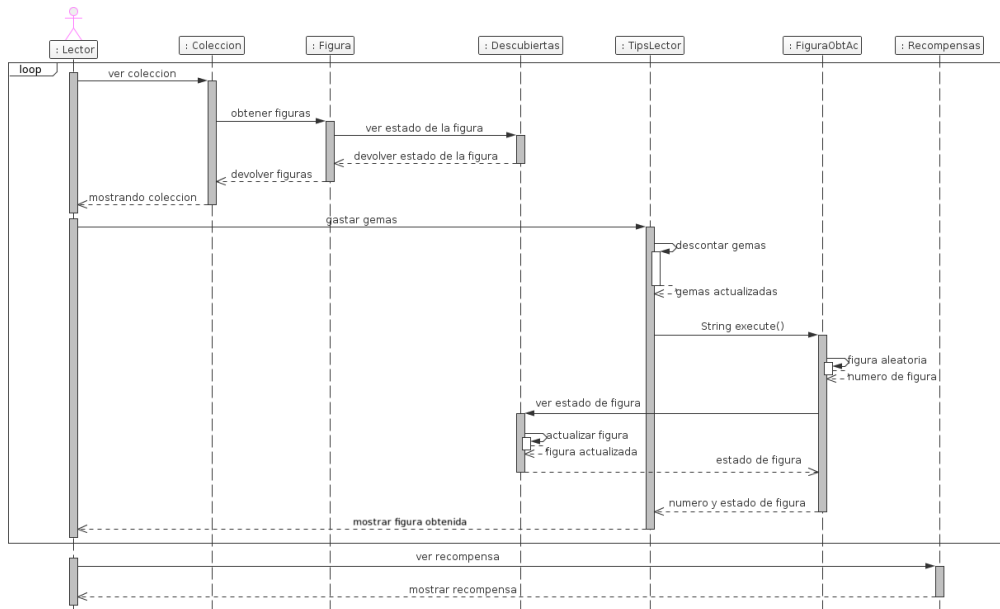 : Lector
: Coleccion
: Figura
: Descubiertas
: TipsLector
: FiguraObtAc
: Recompensas
loop
ver coleccion
obtener figuras
ver estado de la figura
devolver estado de la figura
devolver figuras
mostrando coleccion
gastar gemas
descontar gemas
gemas actualizadas
String execute()
figura aleatoria
numero de figura
ver estado de figura
actualizar figura
figura actualizada
estado de figura
numero y estado de figura
mostrar figura obtenida
ver recompensa
mostrar recompensa